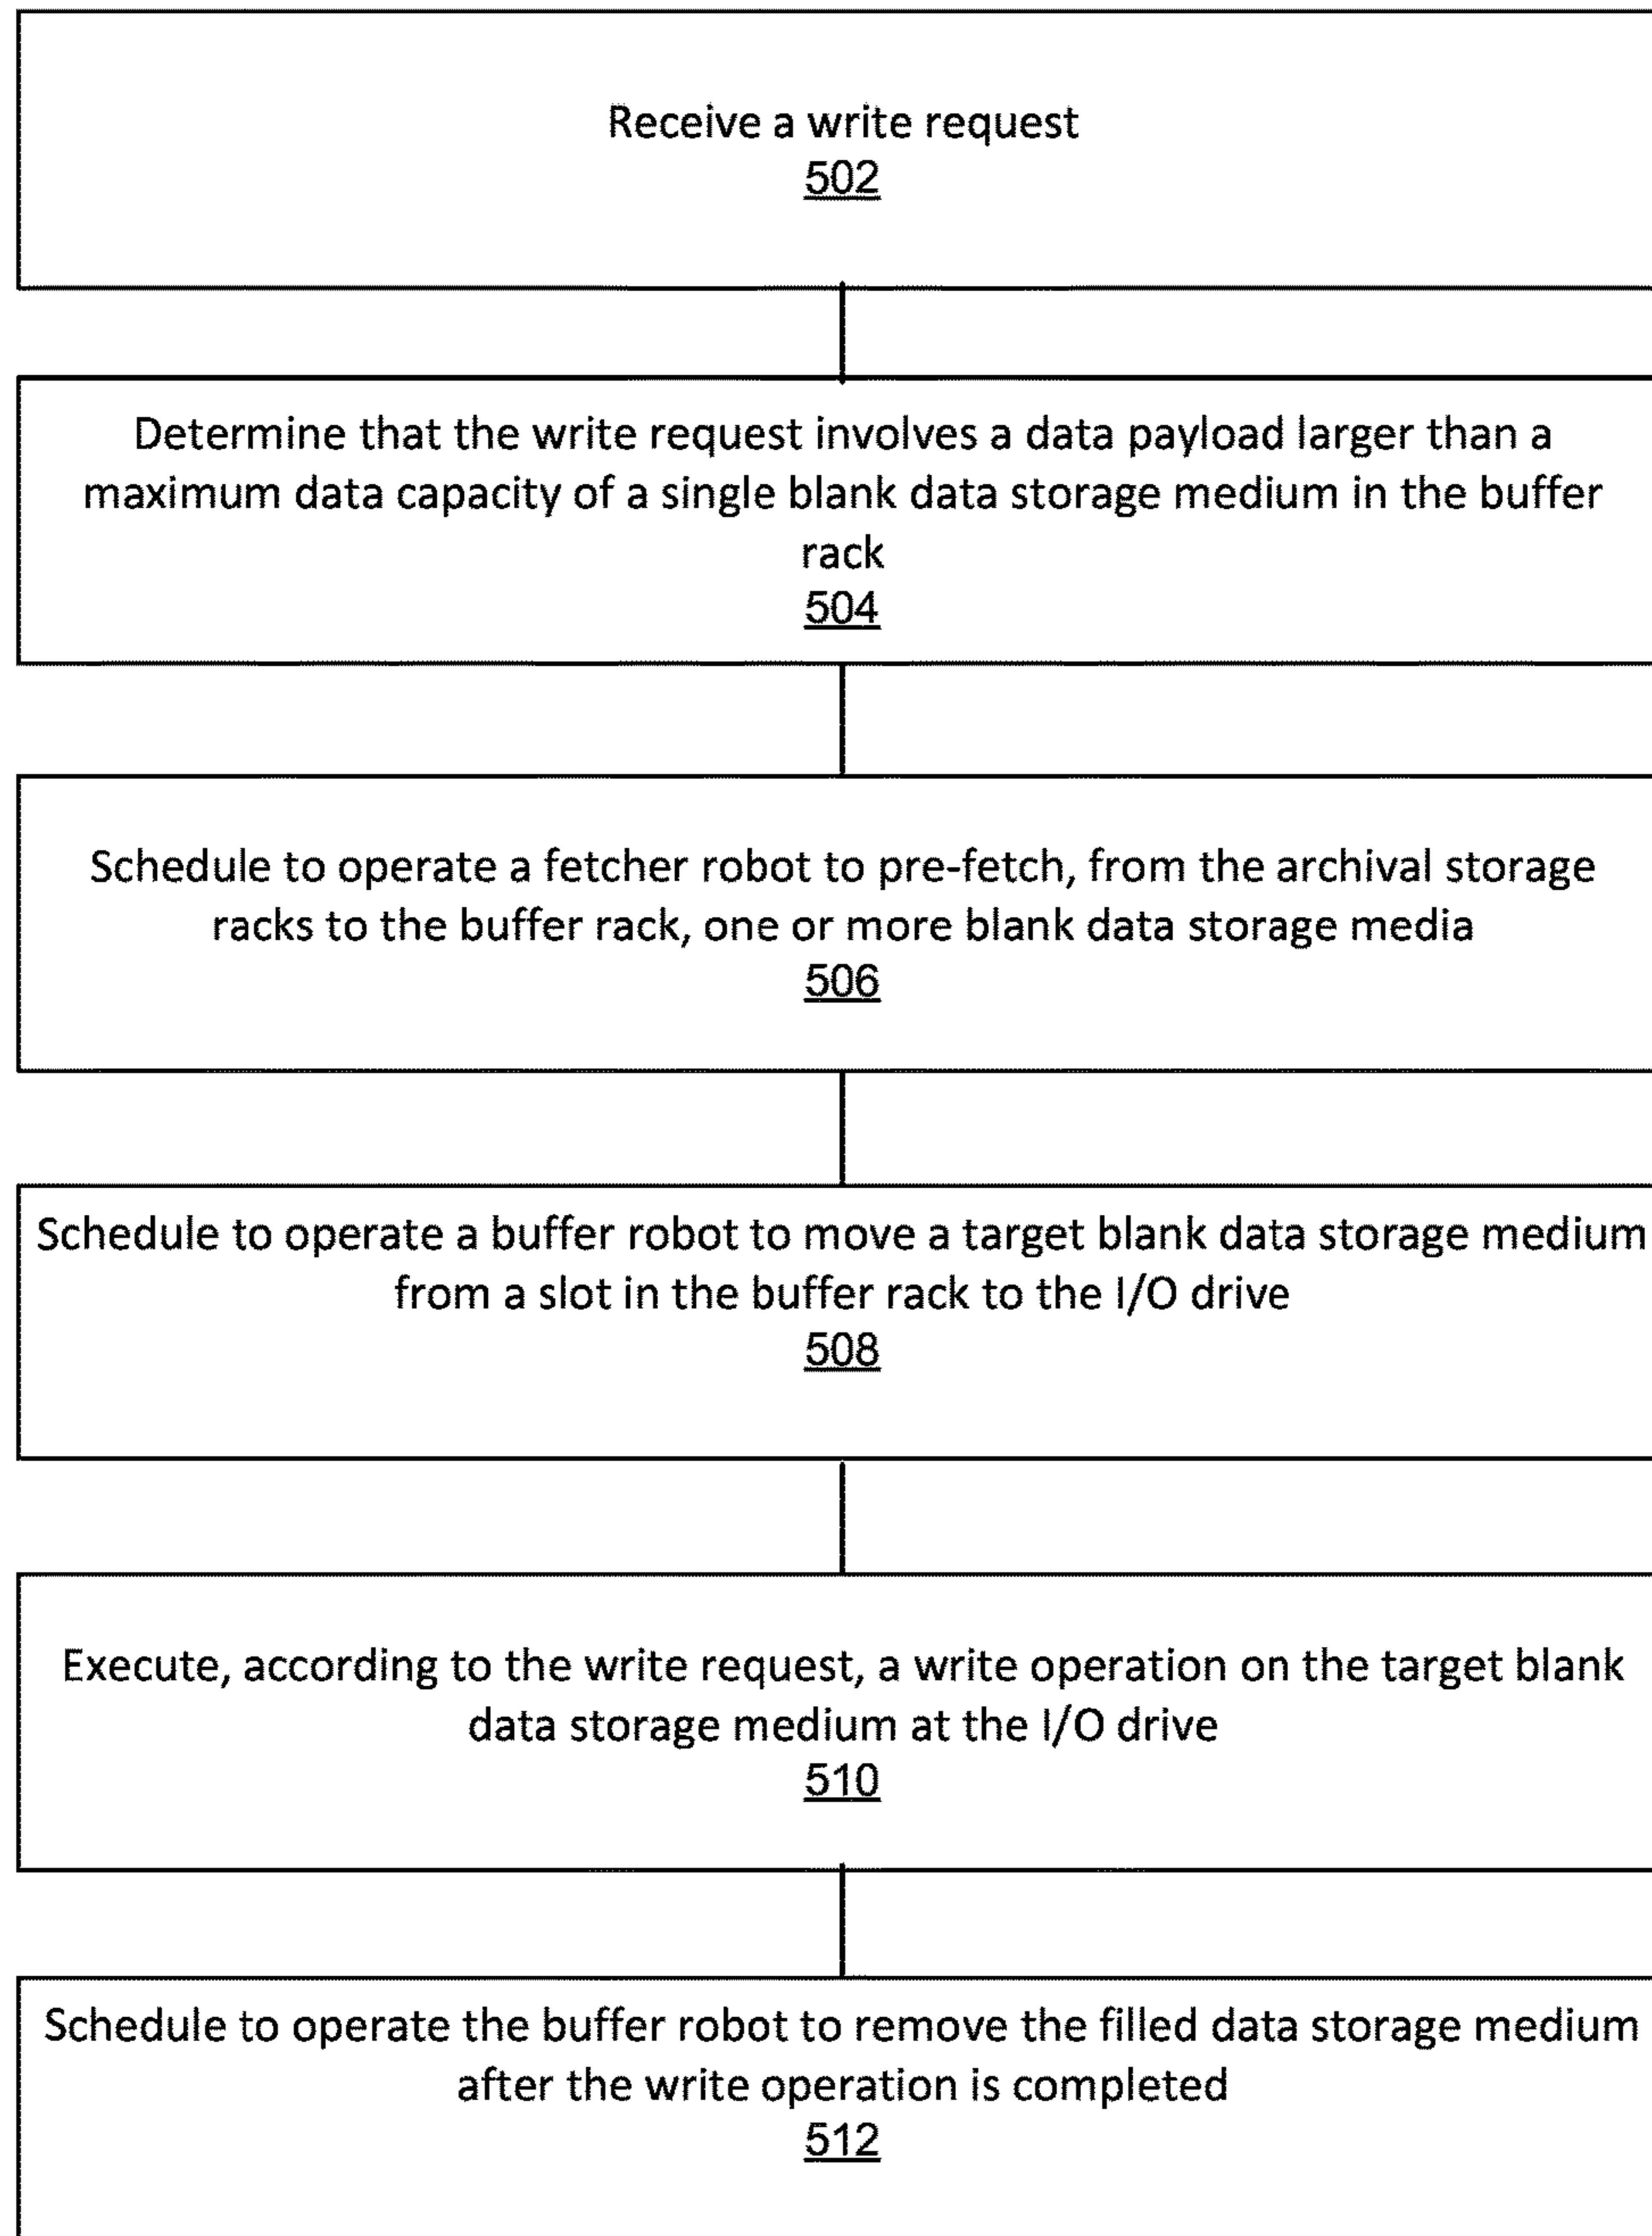 Receive a write request
502
Determine that the write request involves a data payload larger than a
maximum data capacity of a single blank data storage medium in the buffer
rack
504
Schedule to operate a fetcher robot to pre-fetch, from the archival storage
racks to the buffer rack, one or more blank data storage media
506
Schedule to operate a buffer robot to move a target blank data storage medium
from a slot in the buffer rack to the I/O drive
508
Execute, according to the write request, a write operation on the target blank
data storage medium at the I/O drive
510
Schedule to operate the buffer robot to remove the filled data storage medium
after the write operation is completed
512